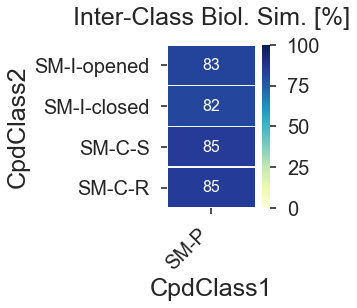 Inter-Class Biol. Sim. [%]
CpdClass2
SM-I-opened
83
SM-I-closed
82
SM-C-S
85
SM-C-R
85
100
75
50
25
0
SM-P
CpdClass1